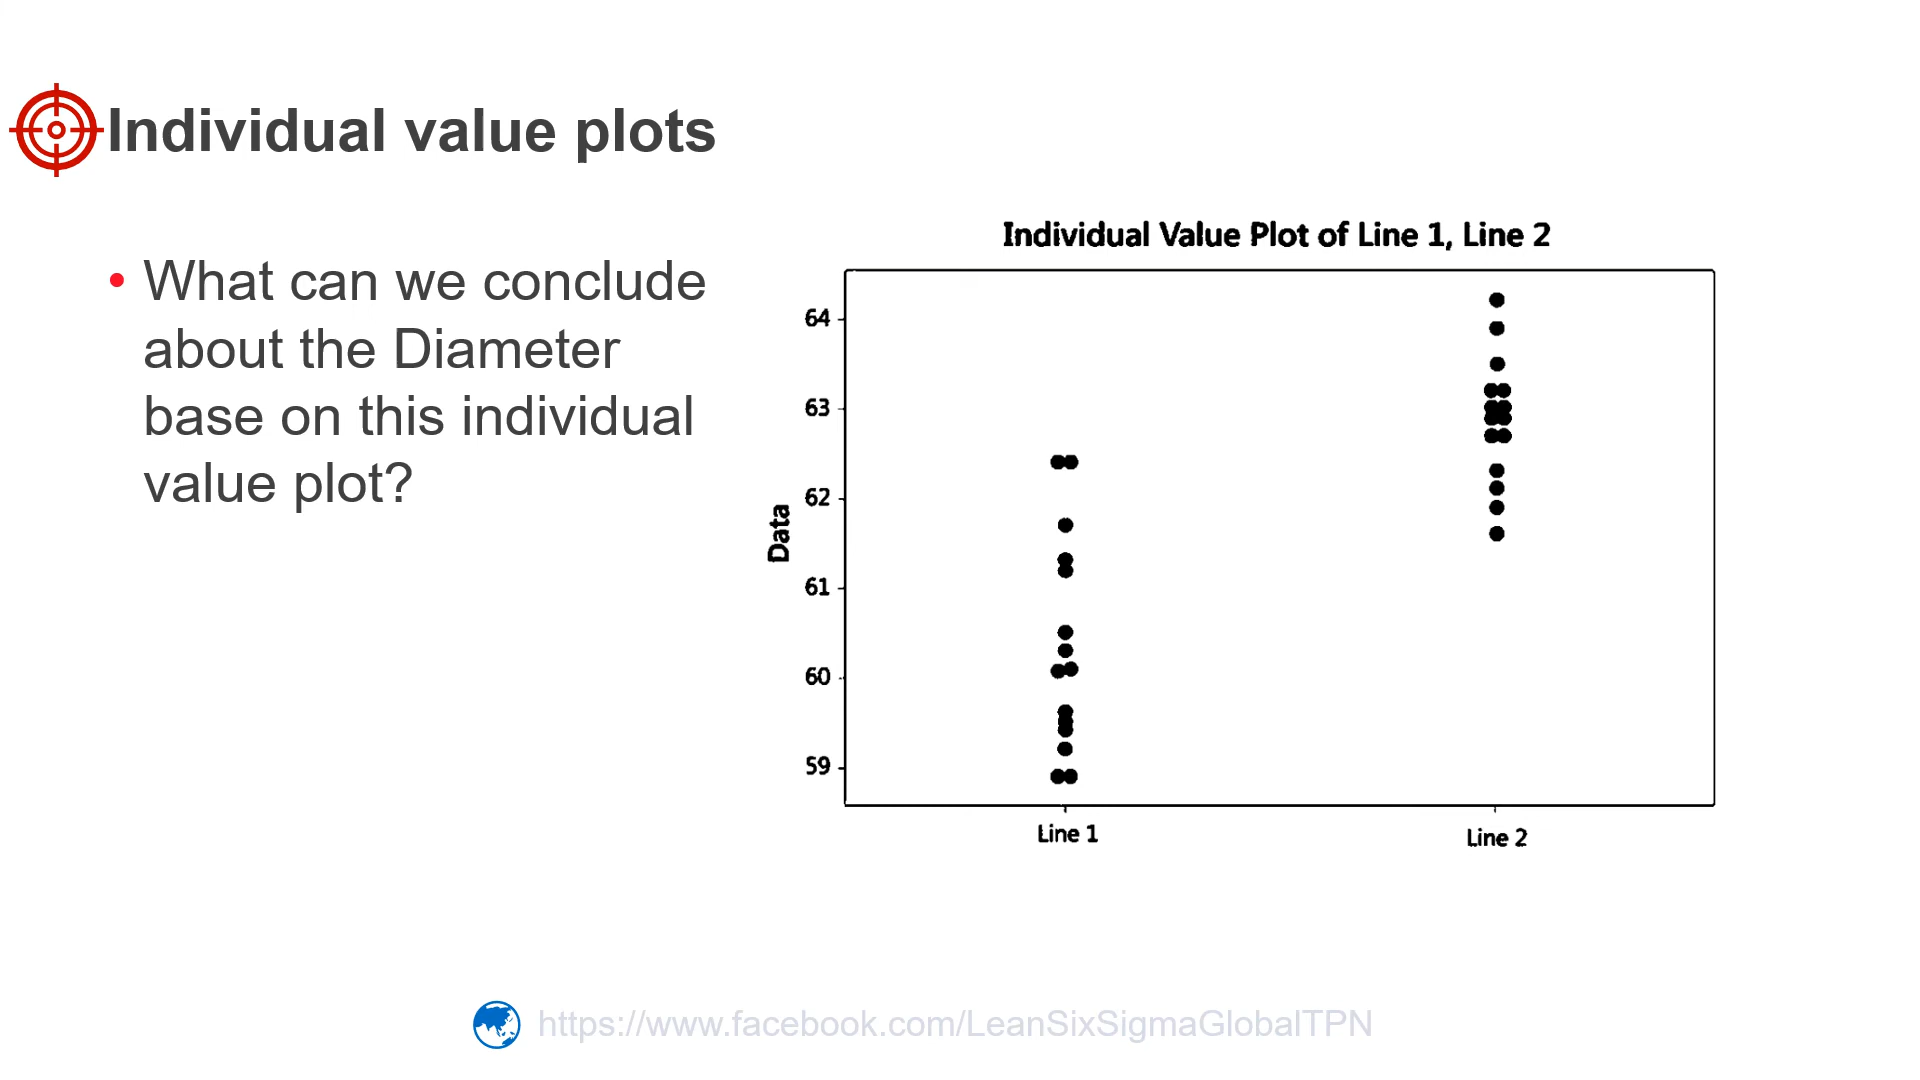 Individual value plots
• What can we conclude
about the Diameter
base on this individual
value plot?
Individual Value Plot of Line 1, Line 2
64
63
62
61
60
59
Data
Line 1
Line 2
https://www.facebook.com/LeanSixSigmaGlobalTPN